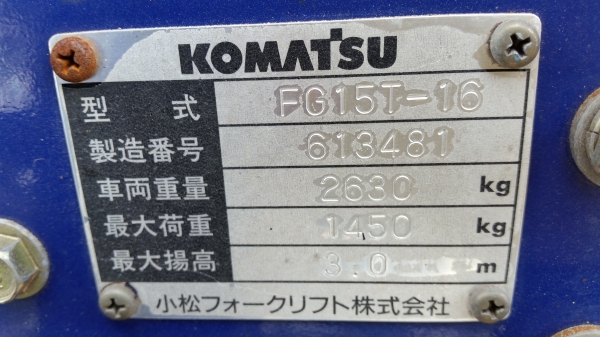 KOMATSU
型 式 FG15T-16
製造番号 613481
車両重量 2630 kg
最大荷重 1450 kg
最大揚高 3.0 m
小松フォークリフト株式会社